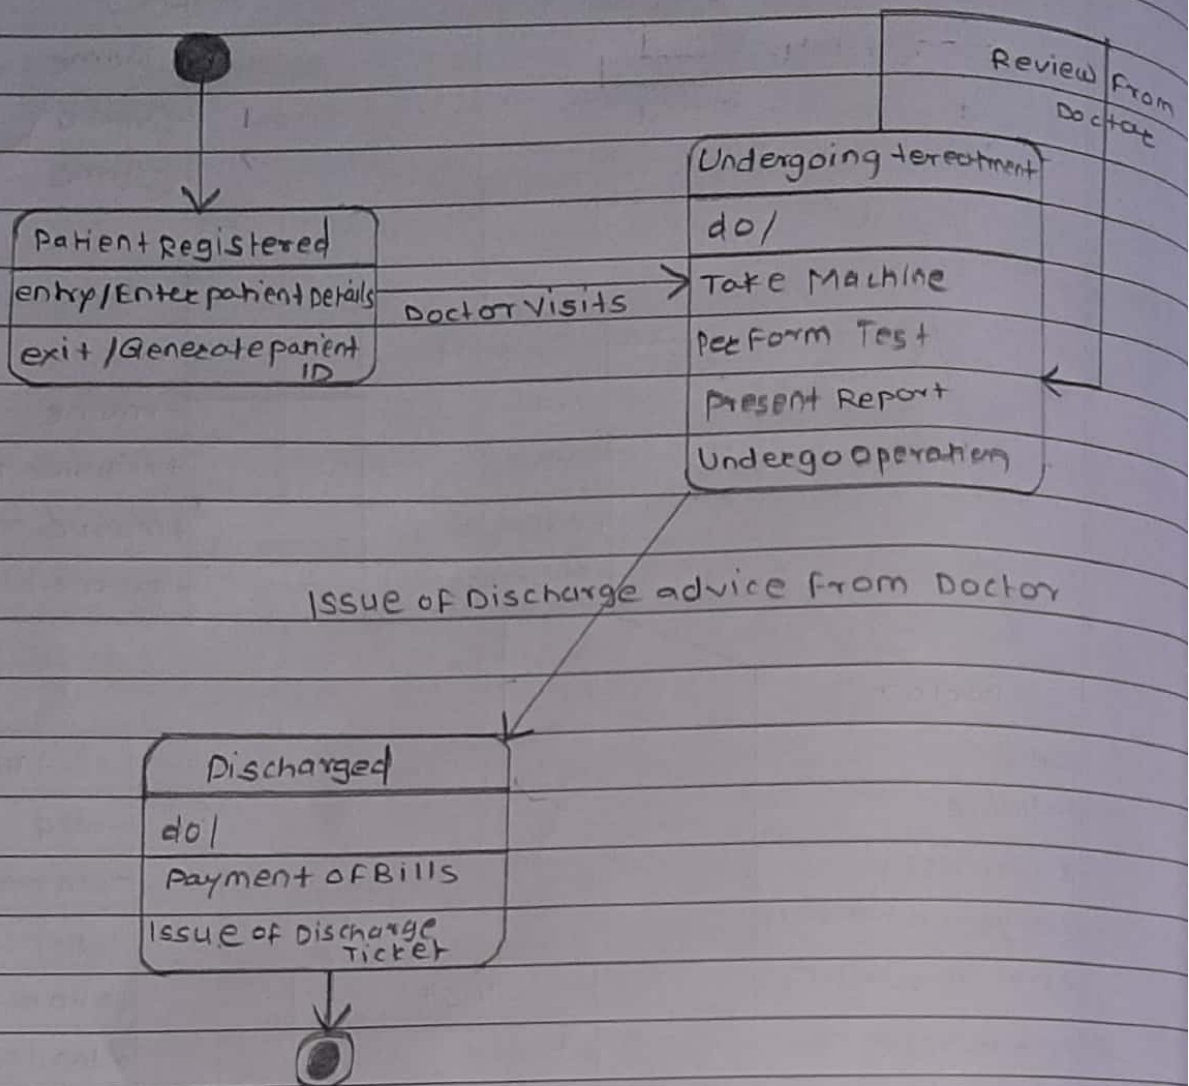 Review From
Doctor
Undergoing tereatment
do/
Take Machine
Perform Test
Present Report
Undergo Operation
Patient Registered
entry/Enter patient Details
exit/Generate patient
ID
Doctor Visits
Issue of Discharge advice From Doctor
Discharged
do/
Payment of Bills
Issue of Discharge
Ticket